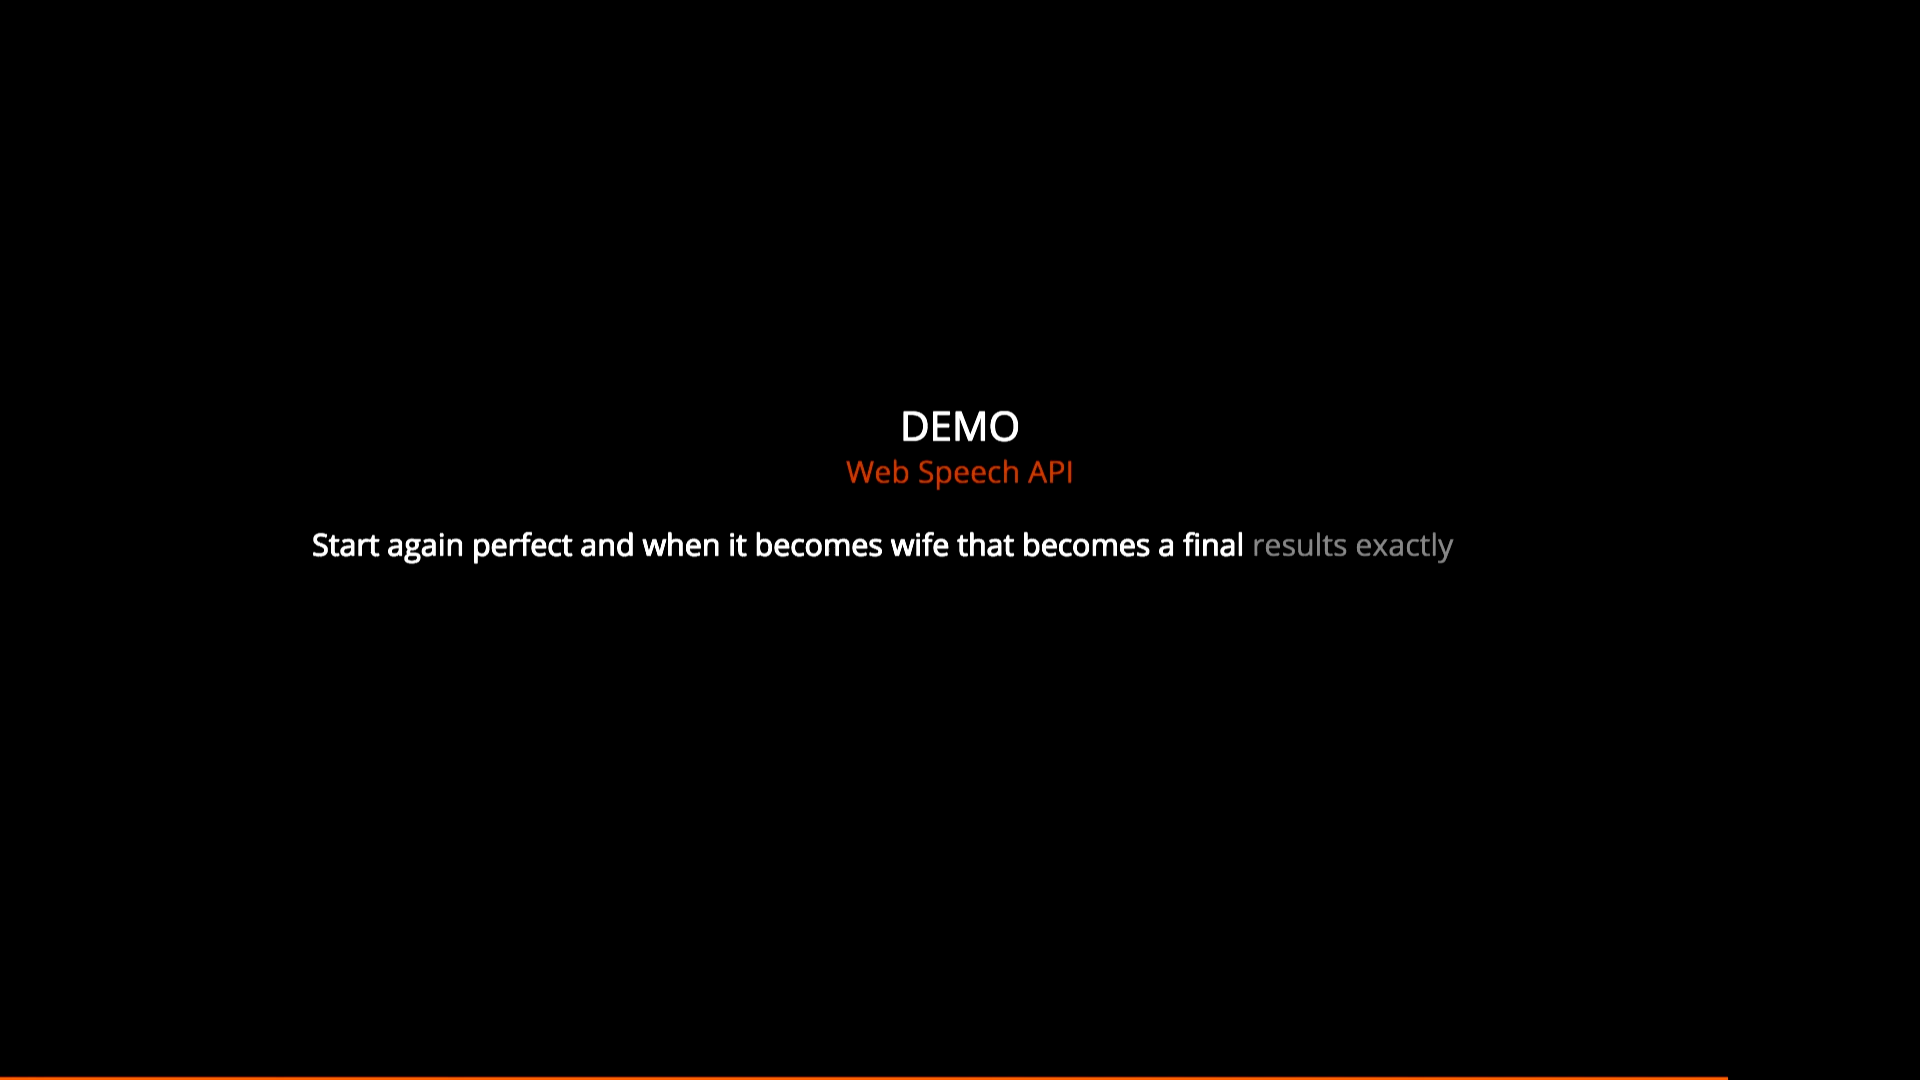 DEMO
Web Speech API
Start again perfect and when it becomes wife that becomes a final results exactly